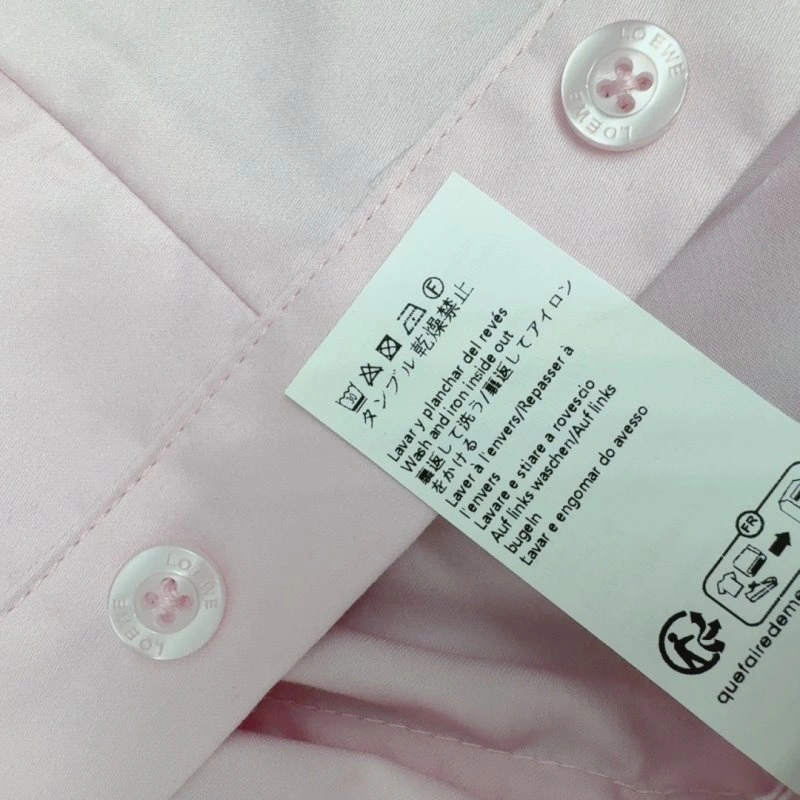 LOEWE
LOEWE
30
F
タンブル 乾燥禁止
Lavar y planchar del revés
Wash and iron inside out
裏返して洗う/裏返してアイロン
をかける
Laver à l'envers/Repasser à
l'envers
Lavare e stiare a rovescio
Auf links waschen/Auf links
bugeln
Lavar e engomar do avesso
FR
quefairedeme
LOEWE
LOEWE